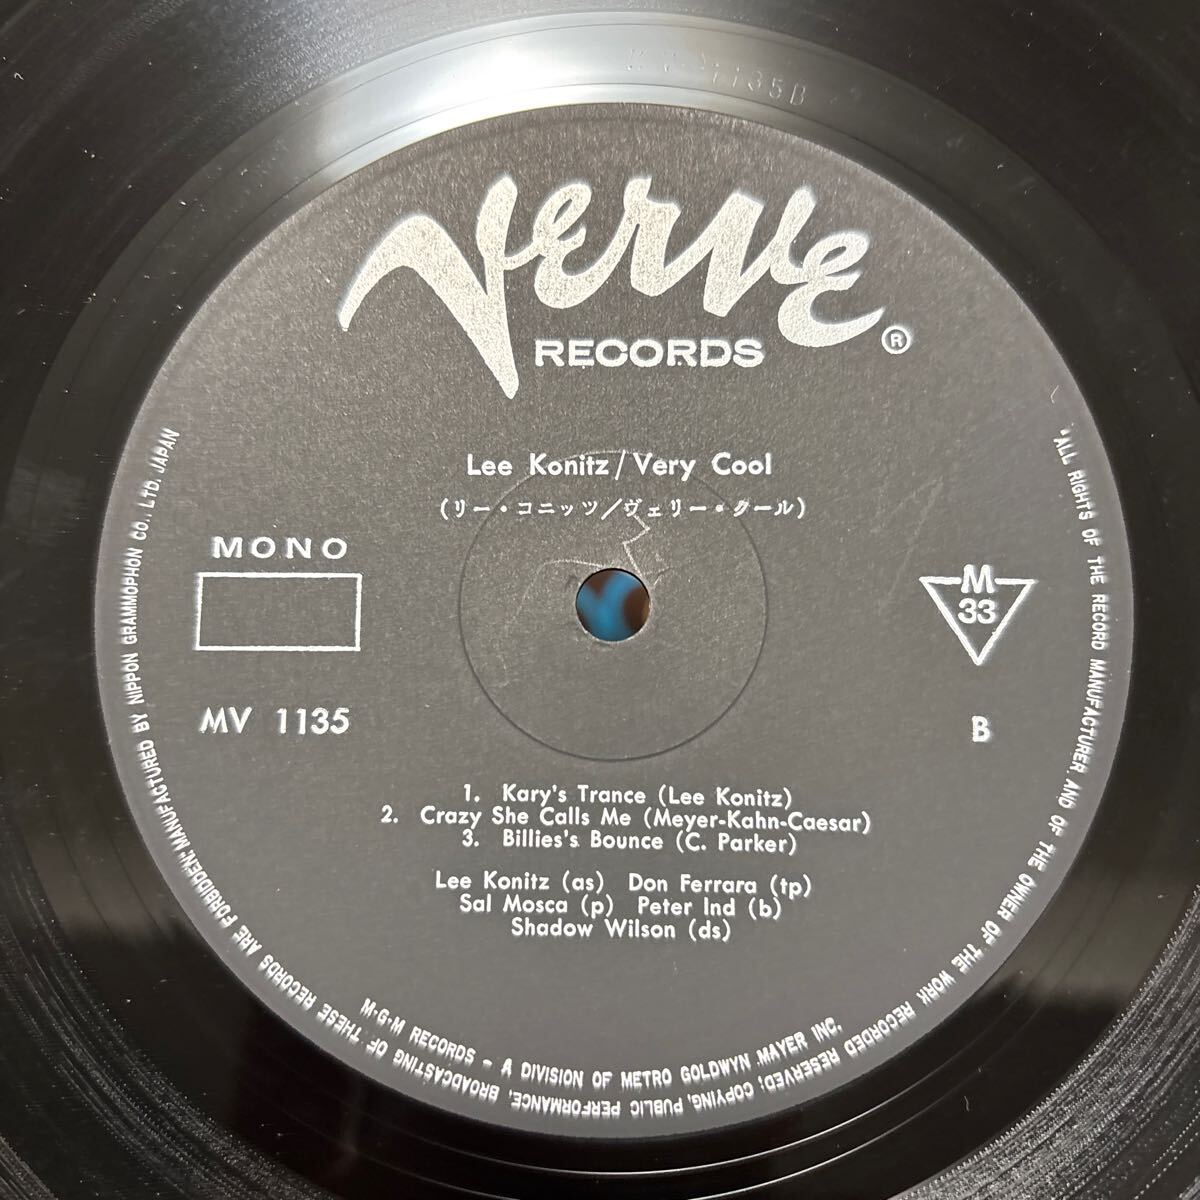 7135B
Verve
RECORDS ®
Lee Konitz/Very Cool
(リー・コニッツ/ヴェリー・クール)
MONO
M
33
MV 1135
B
1. Kary's Trance (Lee Konitz)
2. Crazy She Calls Me (Meyer-Kahn-Caesar)
3. Billies's Bounce (C. Parker)
Lee Konitz (as) Don Ferrara (tp)
Sal Mosca (p) Peter Ind (b)
Shadow Wilson (ds)
M·G·M RECORDS – A DIVISION OF METRO GOLDWYN MAYER INC.
ALL RIGHTS OF THE RECORD MANUFACTURER AND OF THE OWNER OF THE WORK RECORDED RESERVED. COPYING, PUBLIC PERFORMANCE, BROADCASTING OF THESE RECORDS ARE FORBIDDEN. MANUFACTURED BY NIPPON GRAMMOPHON CO., LTD. JAPAN